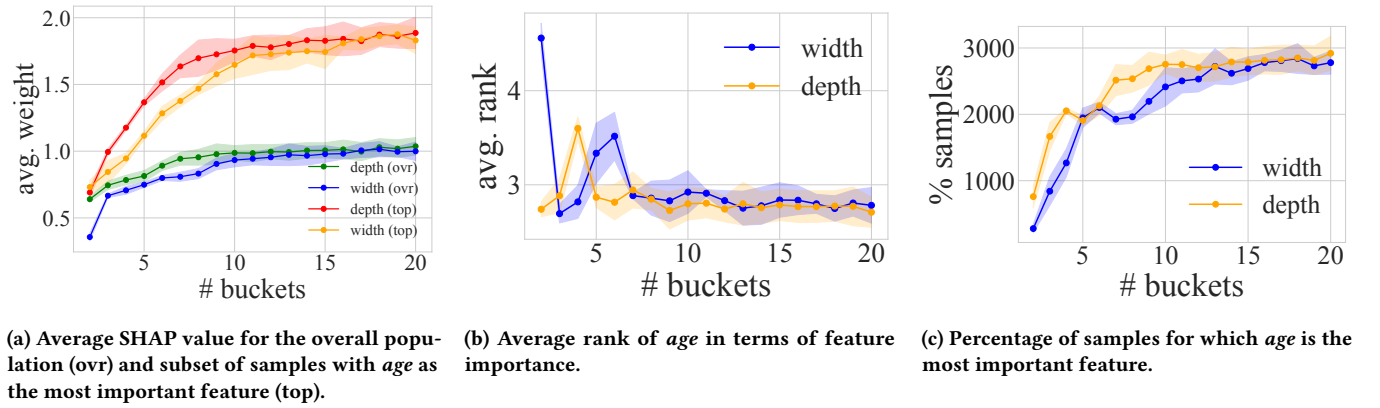 2.0
1.5
1.0
0.5
avg. weight
depth (ovr)
width (ovr)
depth (top)
width (top)
5 10 15 20
# buckets
(a) Average SHAP value for the overall popu-
lation (ovr) and subset of samples with age as
the most important feature (top).
4
3
avg. rank
width
depth
5 10 15 20
# buckets
(b) Average rank of age in terms of feature
importance.
3000
2000
1000
% samples
width
depth
5 10 15 20
# buckets
(c) Percentage of samples for which age is the
most important feature.